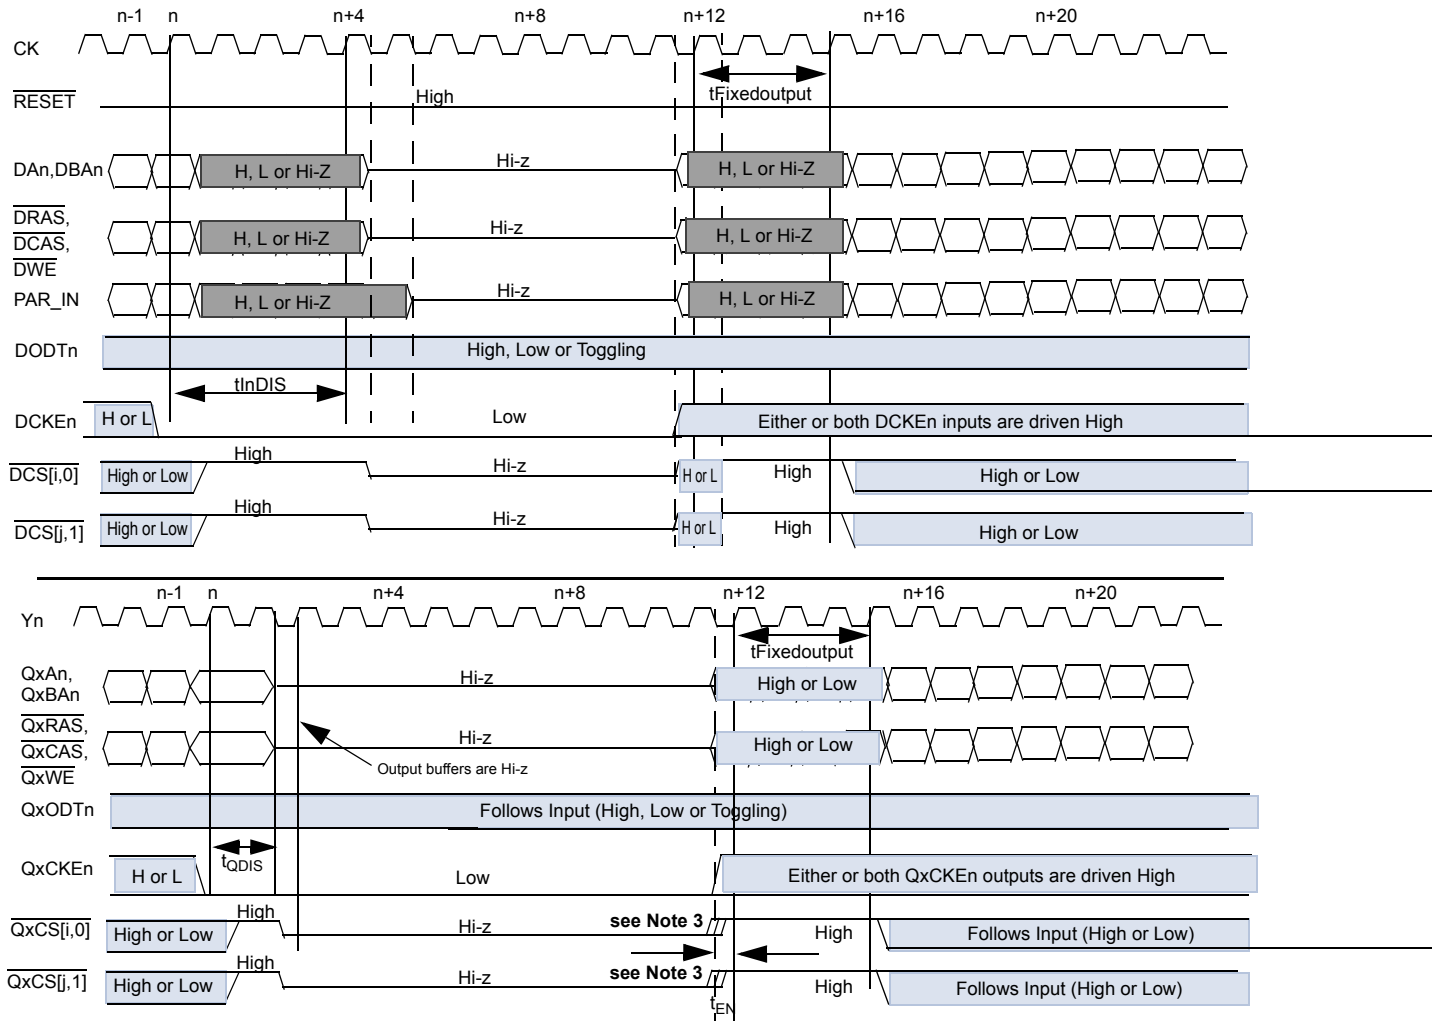 n-1 n n+4 n+8 n+12 n+16 n+20
CK
tFixedoutput
RESET High
DAn,DBAn H, L or Hi-Z Hi-z H, L or Hi-Z
DRAS,
DCAS, H, L or Hi-Z Hi-z H, L or Hi-Z
DWE
PAR_IN H, L or Hi-Z Hi-z H, L or Hi-Z
DODTn High, Low or Toggling
tInDIS
DCKEn H or L Low Either or both DCKEn inputs are driven High
DCS[i,0] High or Low High Hi-z H or L High High or Low
DCS[j,1] High or Low High Hi-z H or L High High or Low
n-1 n n+4 n+8 n+12 n+16 n+20
Yn
tFixedoutput
QxAn,
QxBAn Hi-z High or Low
QxRAS,
QxCAS, Hi-z High or Low
QxWE
Output buffers are Hi-z
QxODTn Follows Input (High, Low or Toggling)
tQDIS
QxCKEn H or L Low Either or both QxCKEn outputs are driven High
QxCS[i,0] High or Low High Hi-z see Note 3 High Follows Input (High or Low)
QxCS[j,1] High or Low High Hi-z see Note 3 High Follows Input (High or Low)
tEN